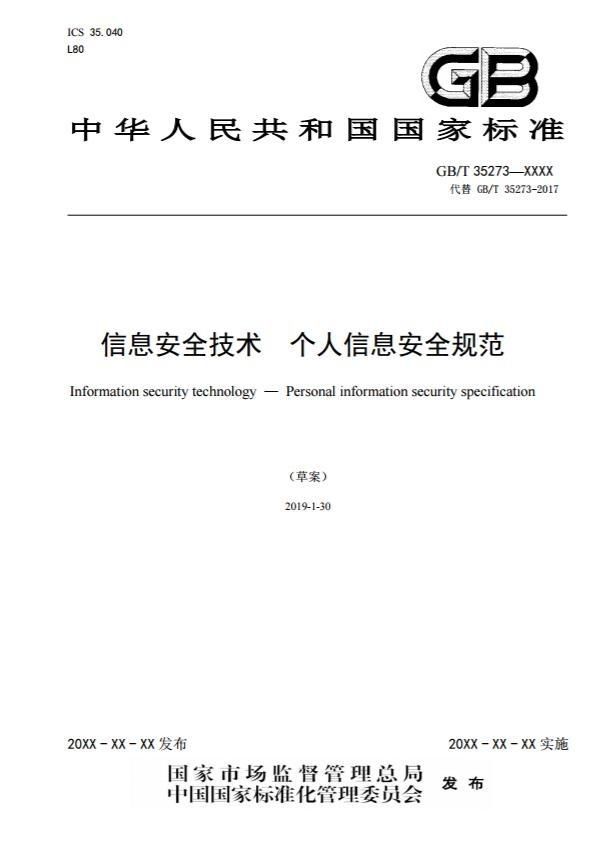 ICS 35.040
L80
GB
中华人民共和国国家标准
GB/T 35273—XXXX
代替 GB/T 35273-2017
信息安全技术 个人信息安全规范
Information security technology — Personal information security specification
（草案）
2019-1-30
20XX-XX-XX 发布
20XX-XX-XX 实施
国家市场监督管理总局
中国国家标准化管理委员会
发布